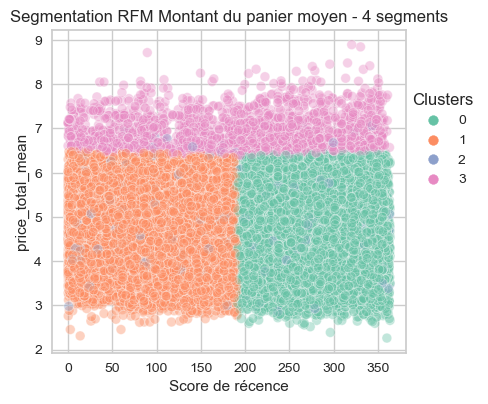 Segmentation RFM Montant du panier moyen - 4 segments
9
8
7
6
5
4
3
2
price_total_mean
0 50 100 150 200 250 300 350
Score de récence
Clusters
0
1
2
3